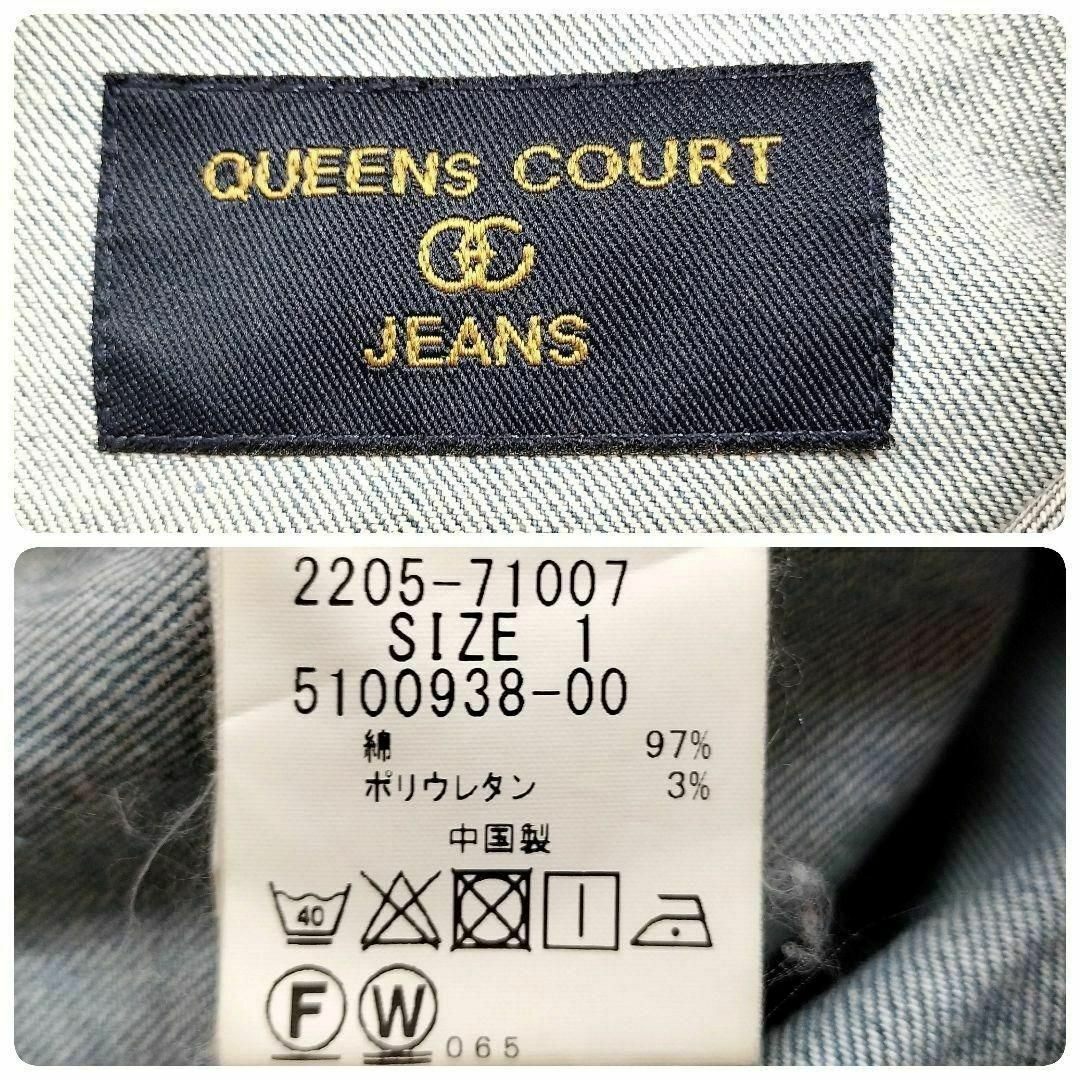 QUEENS COURT
JEANS
2205-71007
SIZE 1
5100938-00
綿 97%
ポリウレタン 3%
中国製
40
F W 065